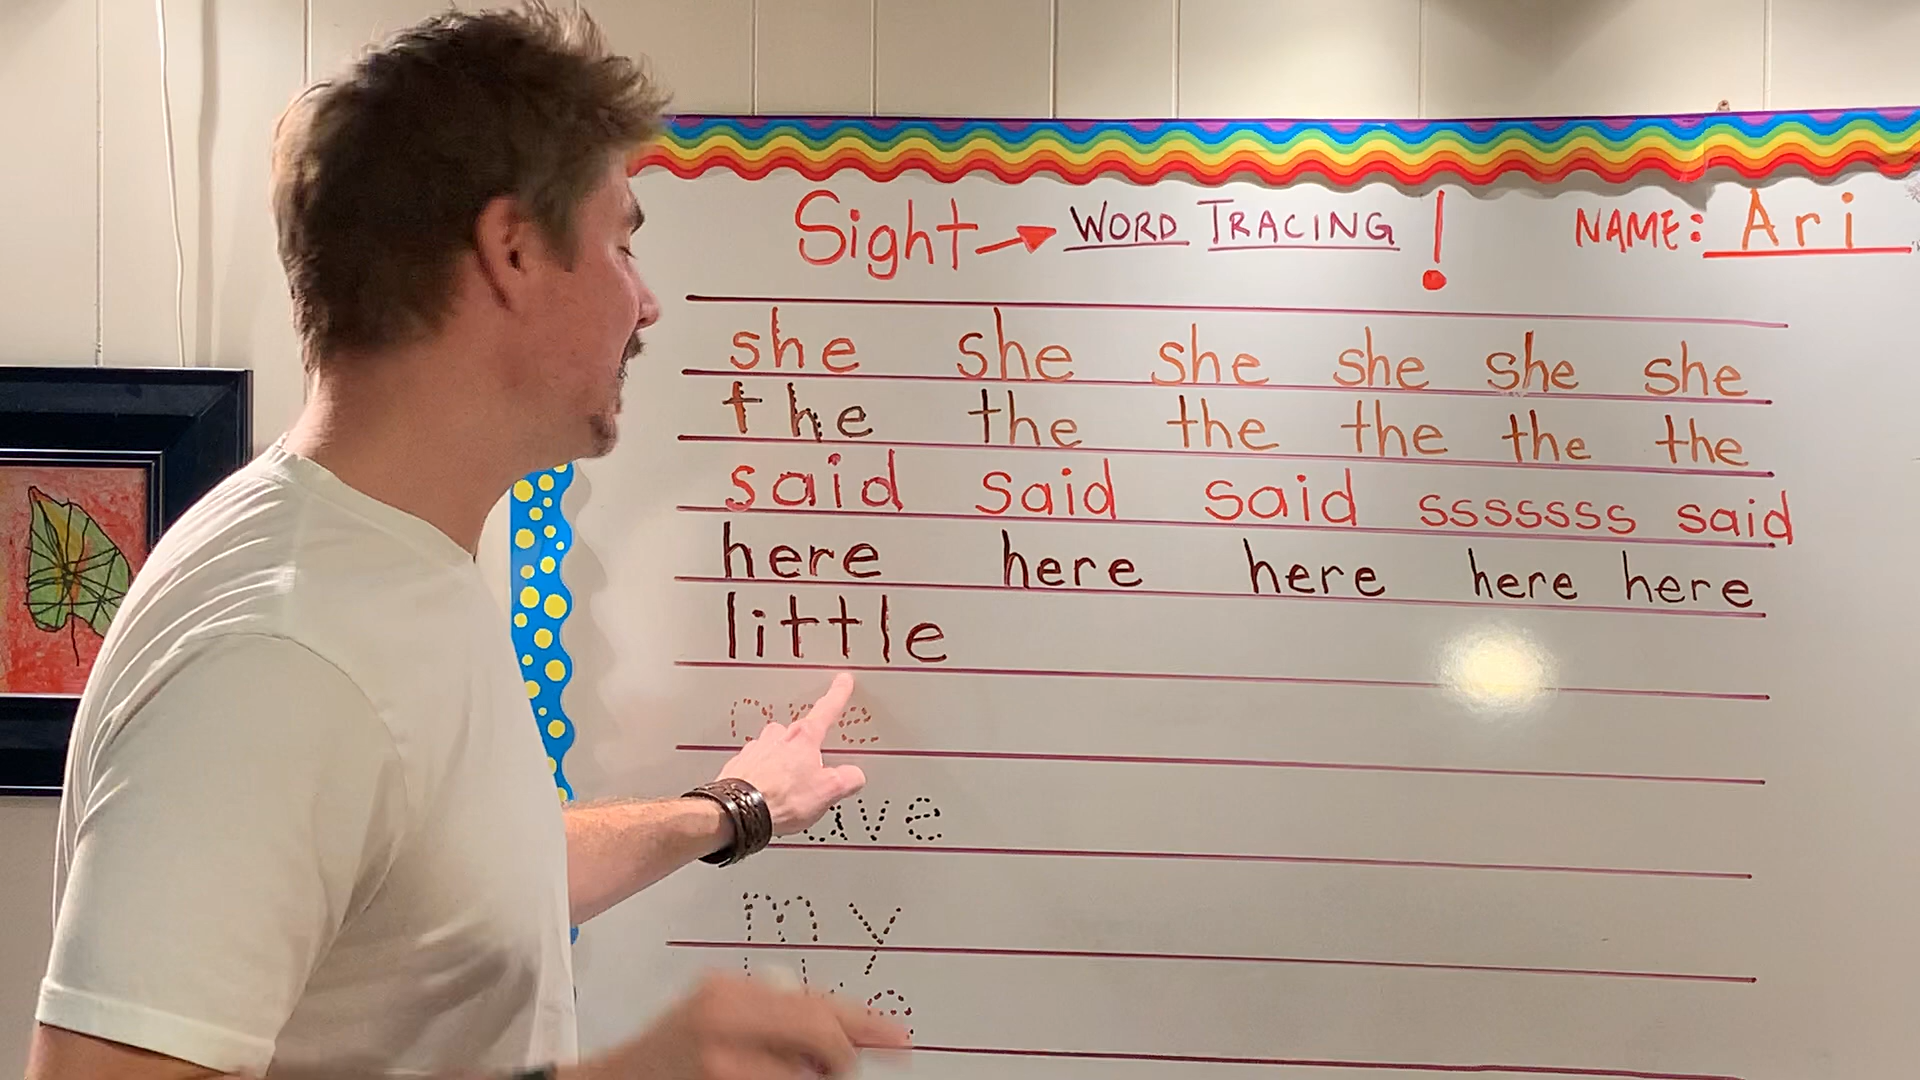 Sight → WORD TRACING! NAME: Ari
she she she she she she
the the the the the the
said said said sssssss said
here here here here here
little
my